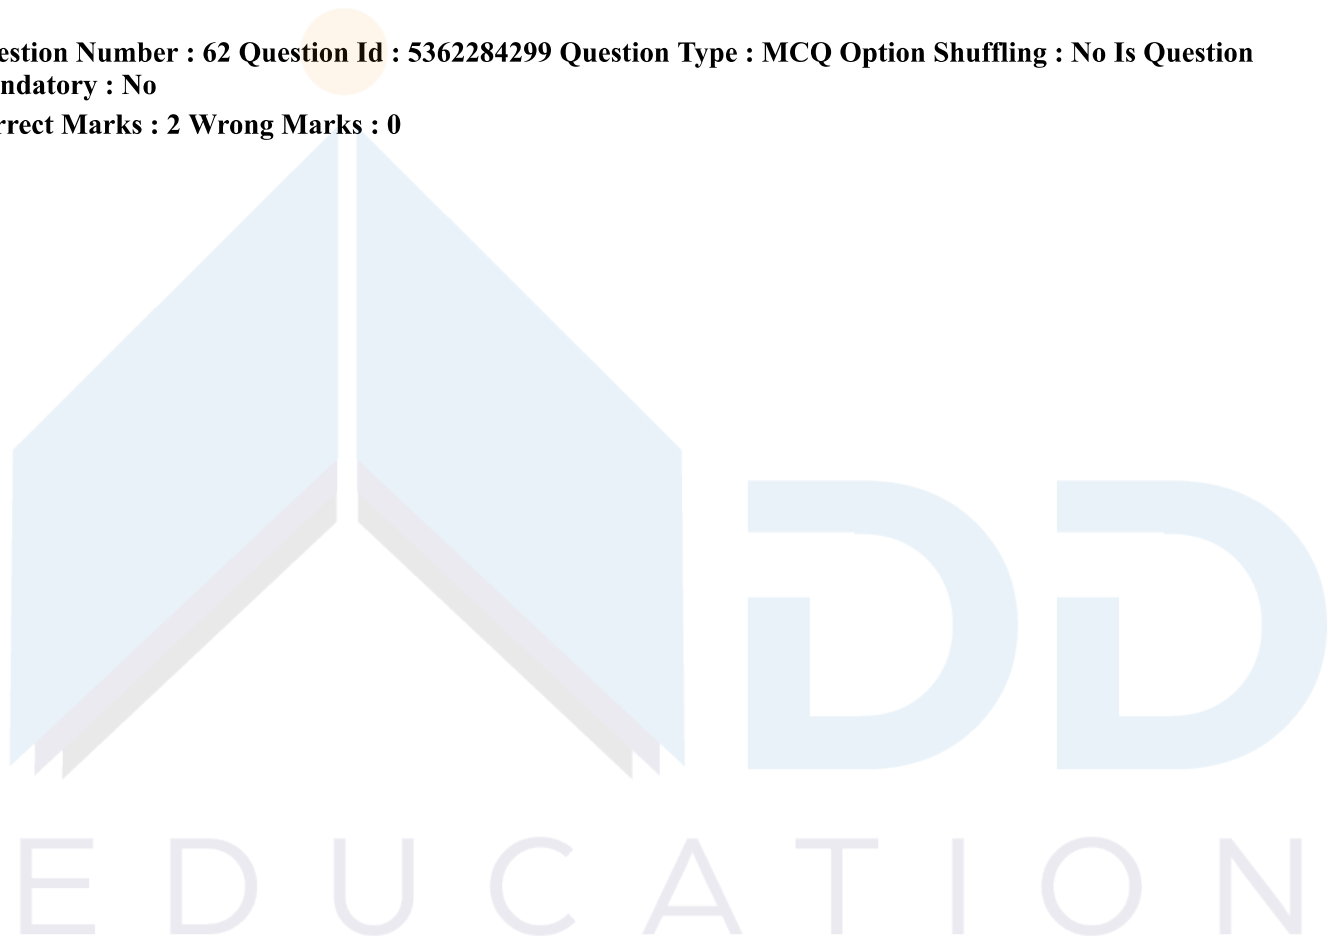 estion Number : 62 Question Id : 5362284299 Question Type : MCQ Option Shuffling : No Is Question
ndatory : No
rrect Marks : 2 Wrong Marks : 0
DD
EDUCATION